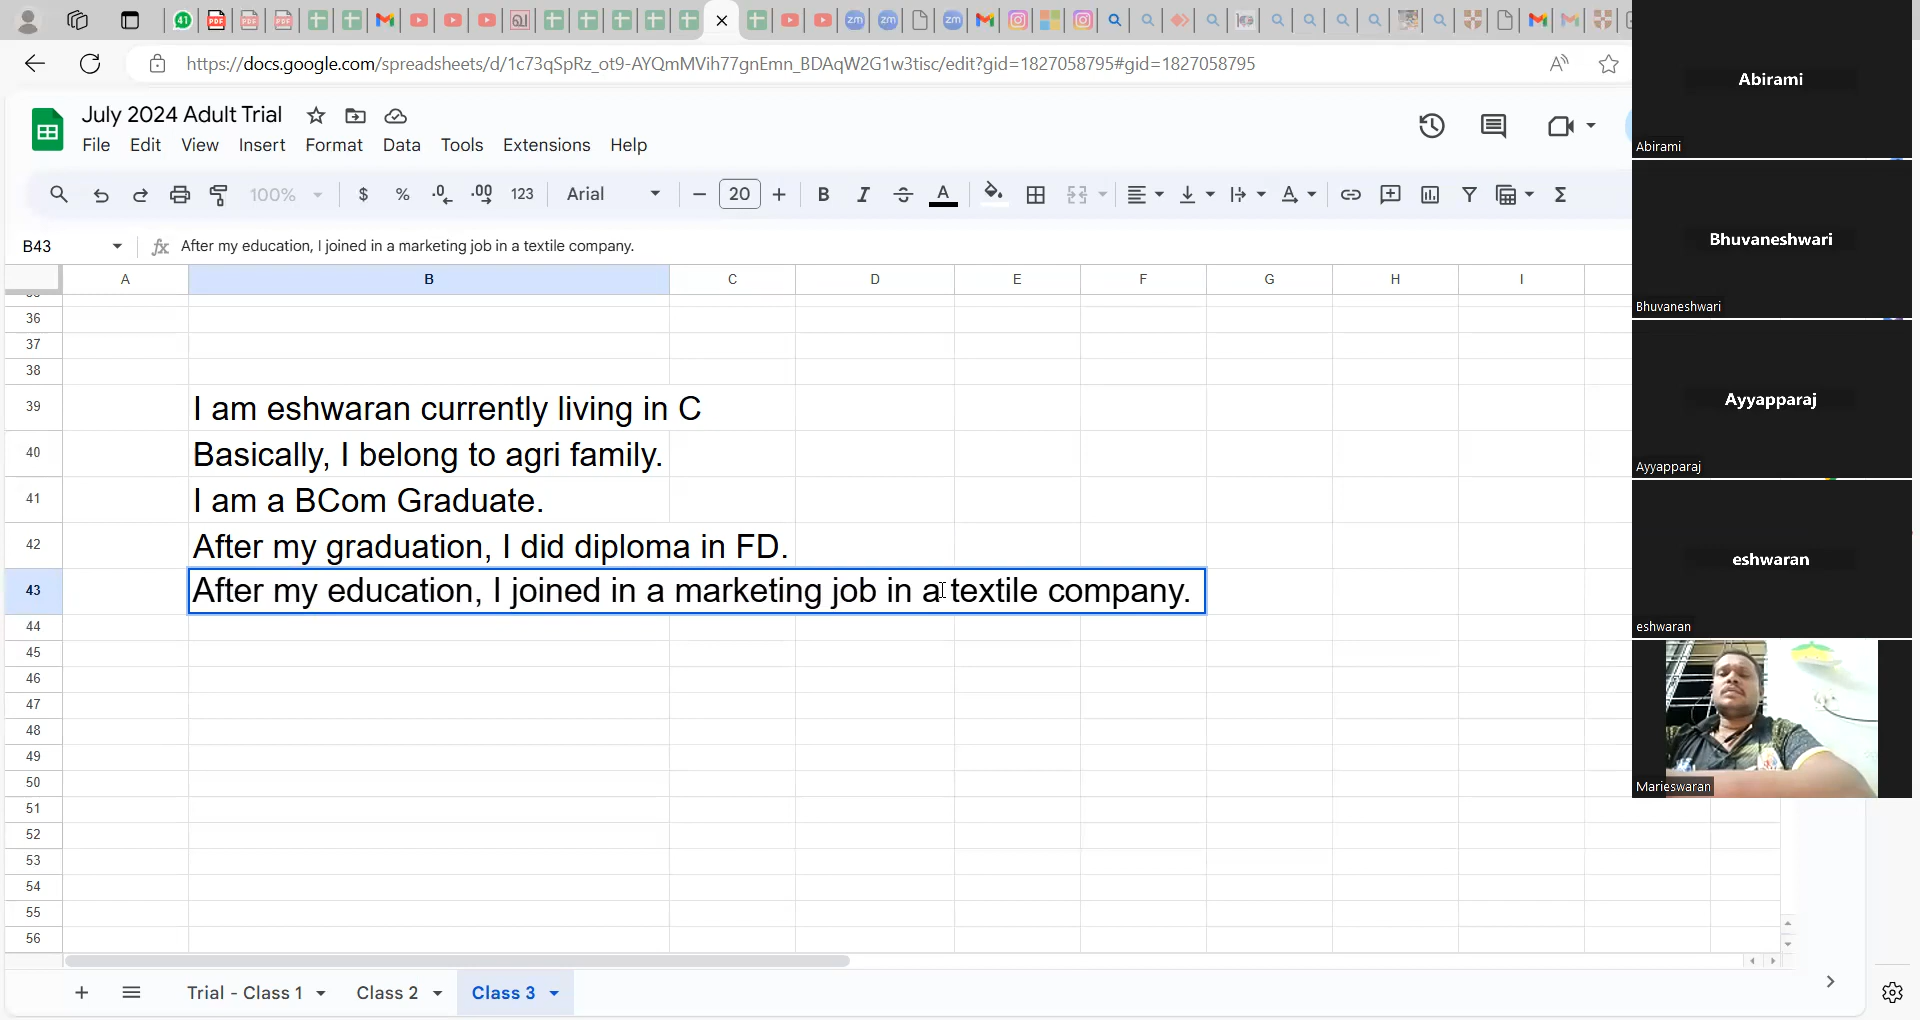 41
https://docs.google.com/spreadsheets/d/1c73qSpRz_ot9-AYQmMVih77gnEmn_BDAqW2G1w3tisc/edit?gid=1827058795#gid=1827058795
July 2024 Adult Trial
File Edit View Insert Format Data Tools Extensions Help
100% $ % .0 .00 123 Arial 20 B I S A
B43 fx After my education, I joined in a marketing job in a textile company.
A B C D E F G H I
36
37
38
39 I am eshwaran currently living in C
40 Basically, I belong to agri family.
41 I am a BCom Graduate.
42 After my graduation, I did diploma in FD.
43 After my education, I joined in a marketing job in a textile company.
44
45
46
47
48
49
50
51
52
53
54
55
56
Trial - Class 1 Class 2 Class 3
Abirami
Abirami
Bhuvaneshwari
Bhuvaneshwari
Ayyapparaj
Ayyapparaj
eshwaran
eshwaran
Marieswaran